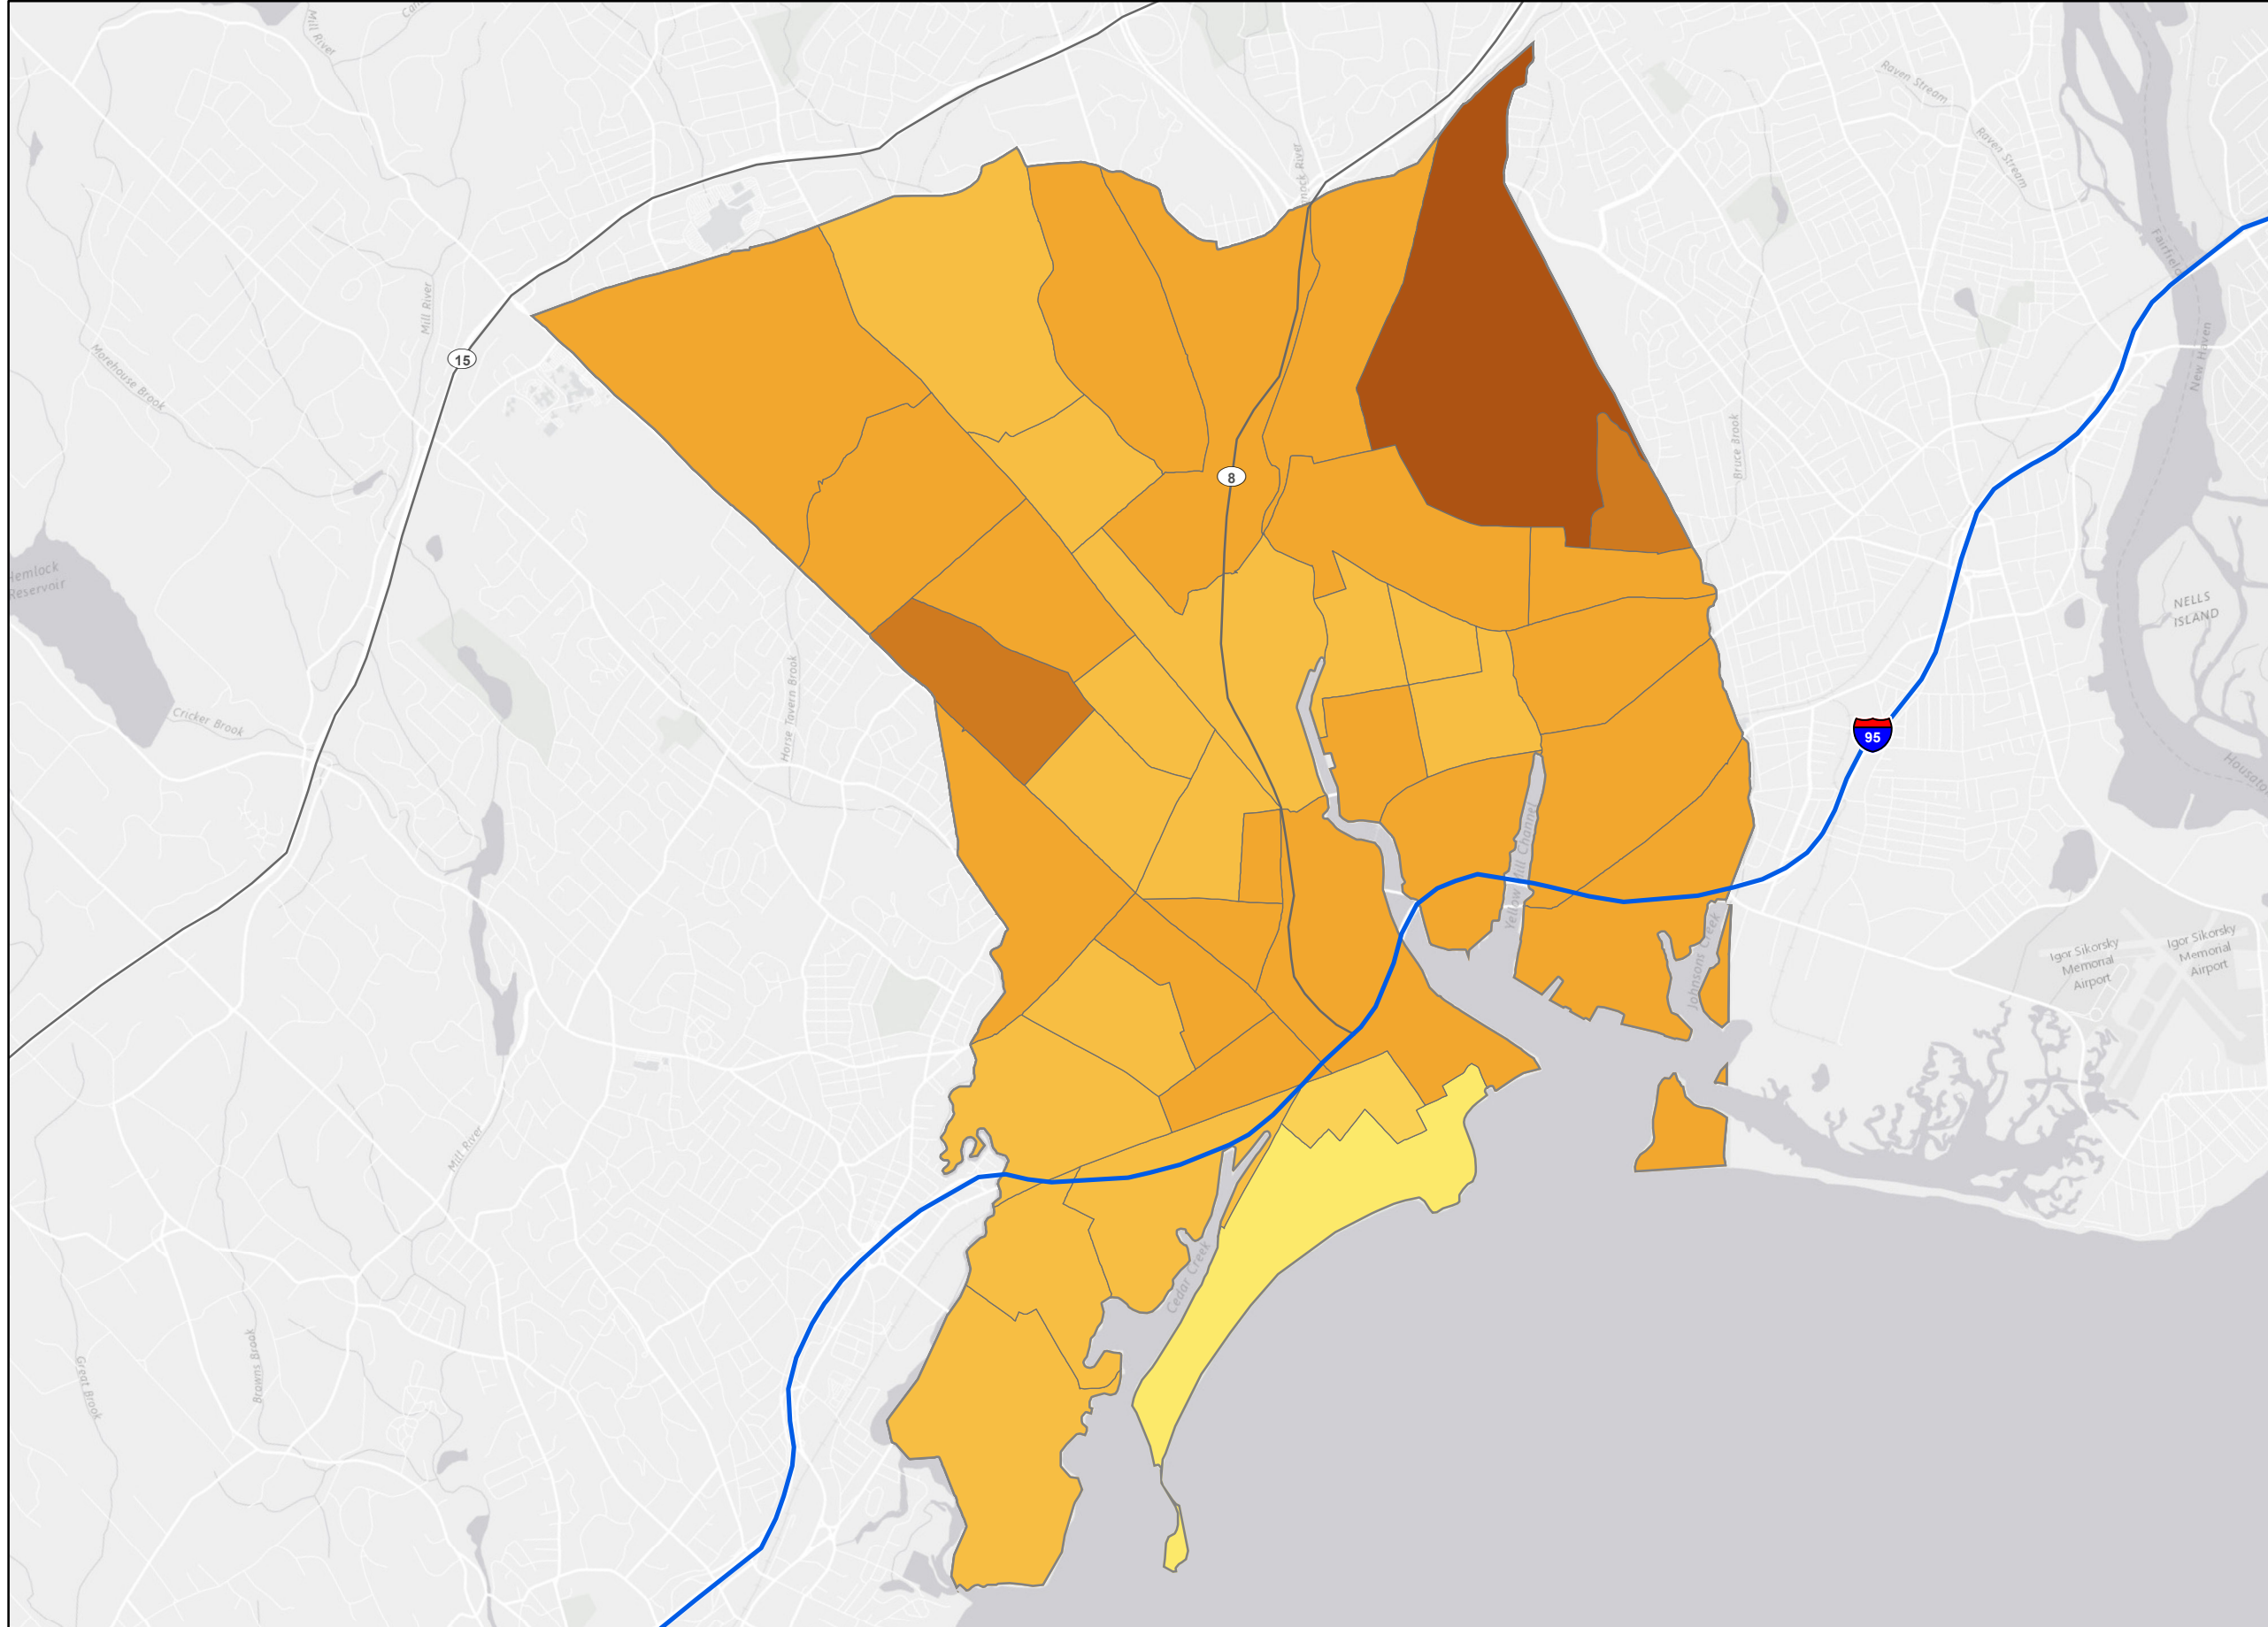 Mill River
Raven Stream
Raven Stream
Fairfield
New Haven
Mill River
15
Morehouse Brook
8
Bruce Brook
Hemlock
Reservoir
NELLS
ISLAND
Horse Tavern Brook
Cricker Brook
95
Yellow Mill Channel
Johnsons Creek
Igor Sikorsky
Memorial
Airport
Igor Sikorsky
Memorial
Airport
Mill River
Cedar Creek
Browns Brook
Great Brook